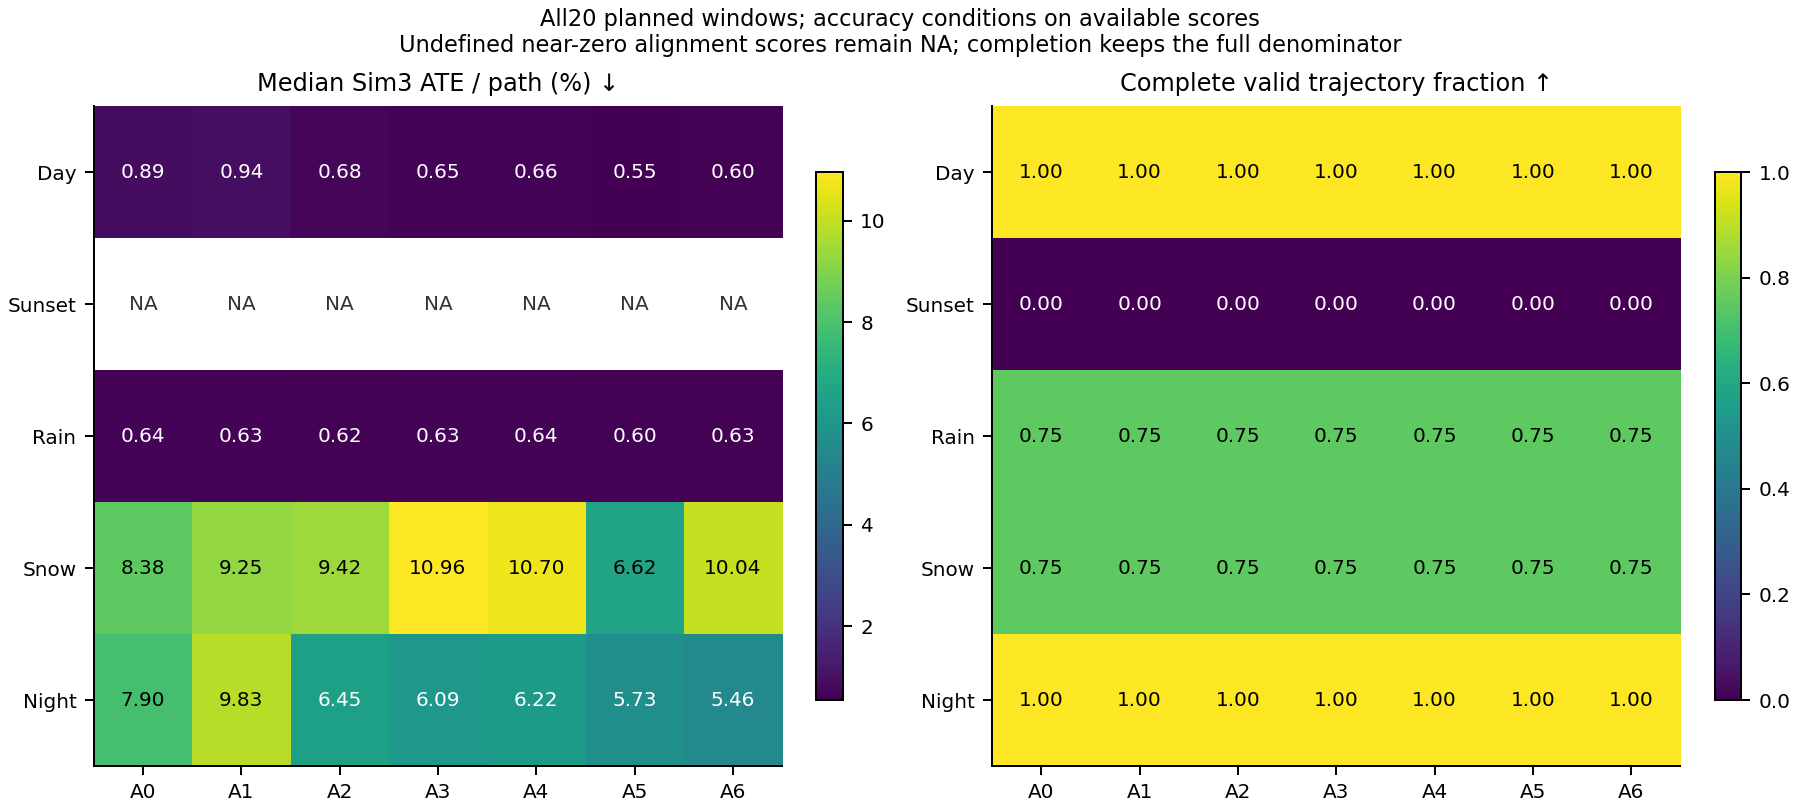 All20 planned windows; accuracy conditions on available scores
Undefined near-zero alignment scores remain NA; completion keeps the full denominator
Median Sim3 ATE / path (%) ↓
Day 0.89 0.94 0.68 0.65 0.66 0.55 0.60
Sunset NA NA NA NA NA NA NA
Rain 0.64 0.63 0.62 0.63 0.64 0.60 0.63
Snow 8.38 9.25 9.42 10.96 10.70 6.62 10.04
Night 7.90 9.83 6.45 6.09 6.22 5.73 5.46
A0 A1 A2 A3 A4 A5 A6
10
8
6
4
2
Complete valid trajectory fraction ↑
Day 1.00 1.00 1.00 1.00 1.00 1.00 1.00
Sunset 0.00 0.00 0.00 0.00 0.00 0.00 0.00
Rain 0.75 0.75 0.75 0.75 0.75 0.75 0.75
Snow 0.75 0.75 0.75 0.75 0.75 0.75 0.75
Night 1.00 1.00 1.00 1.00 1.00 1.00 1.00
A0 A1 A2 A3 A4 A5 A6
1.0
0.8
0.6
0.4
0.2
0.0